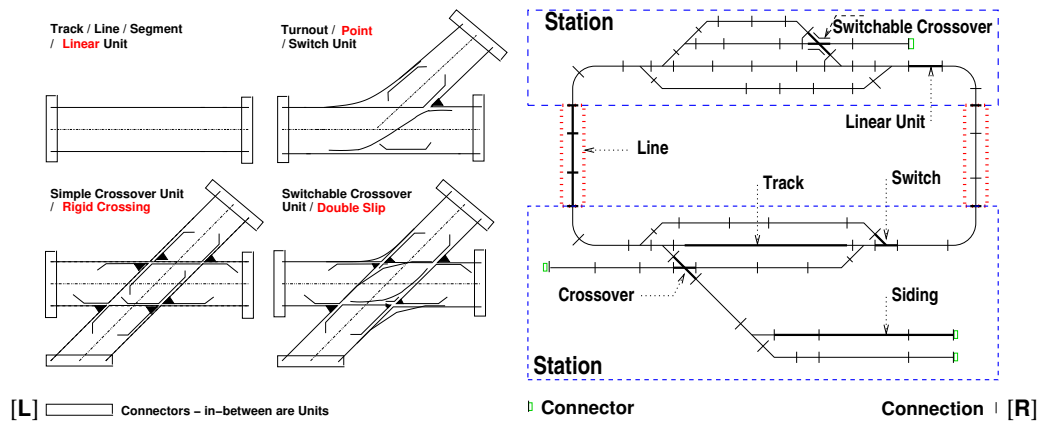 Track / Line / Segment
/ Linear Unit
Turnout / Point
/ Switch Unit
Simple Crossover Unit
/ Rigid Crossing
Switchable Crossover
Unit / Double Slip
[L]
Connectors – in-between are Units
Station
Switchable Crossover
Linear Unit
Line
Track
Switch
Crossover
Siding
Station
Connector
Connection
[R]